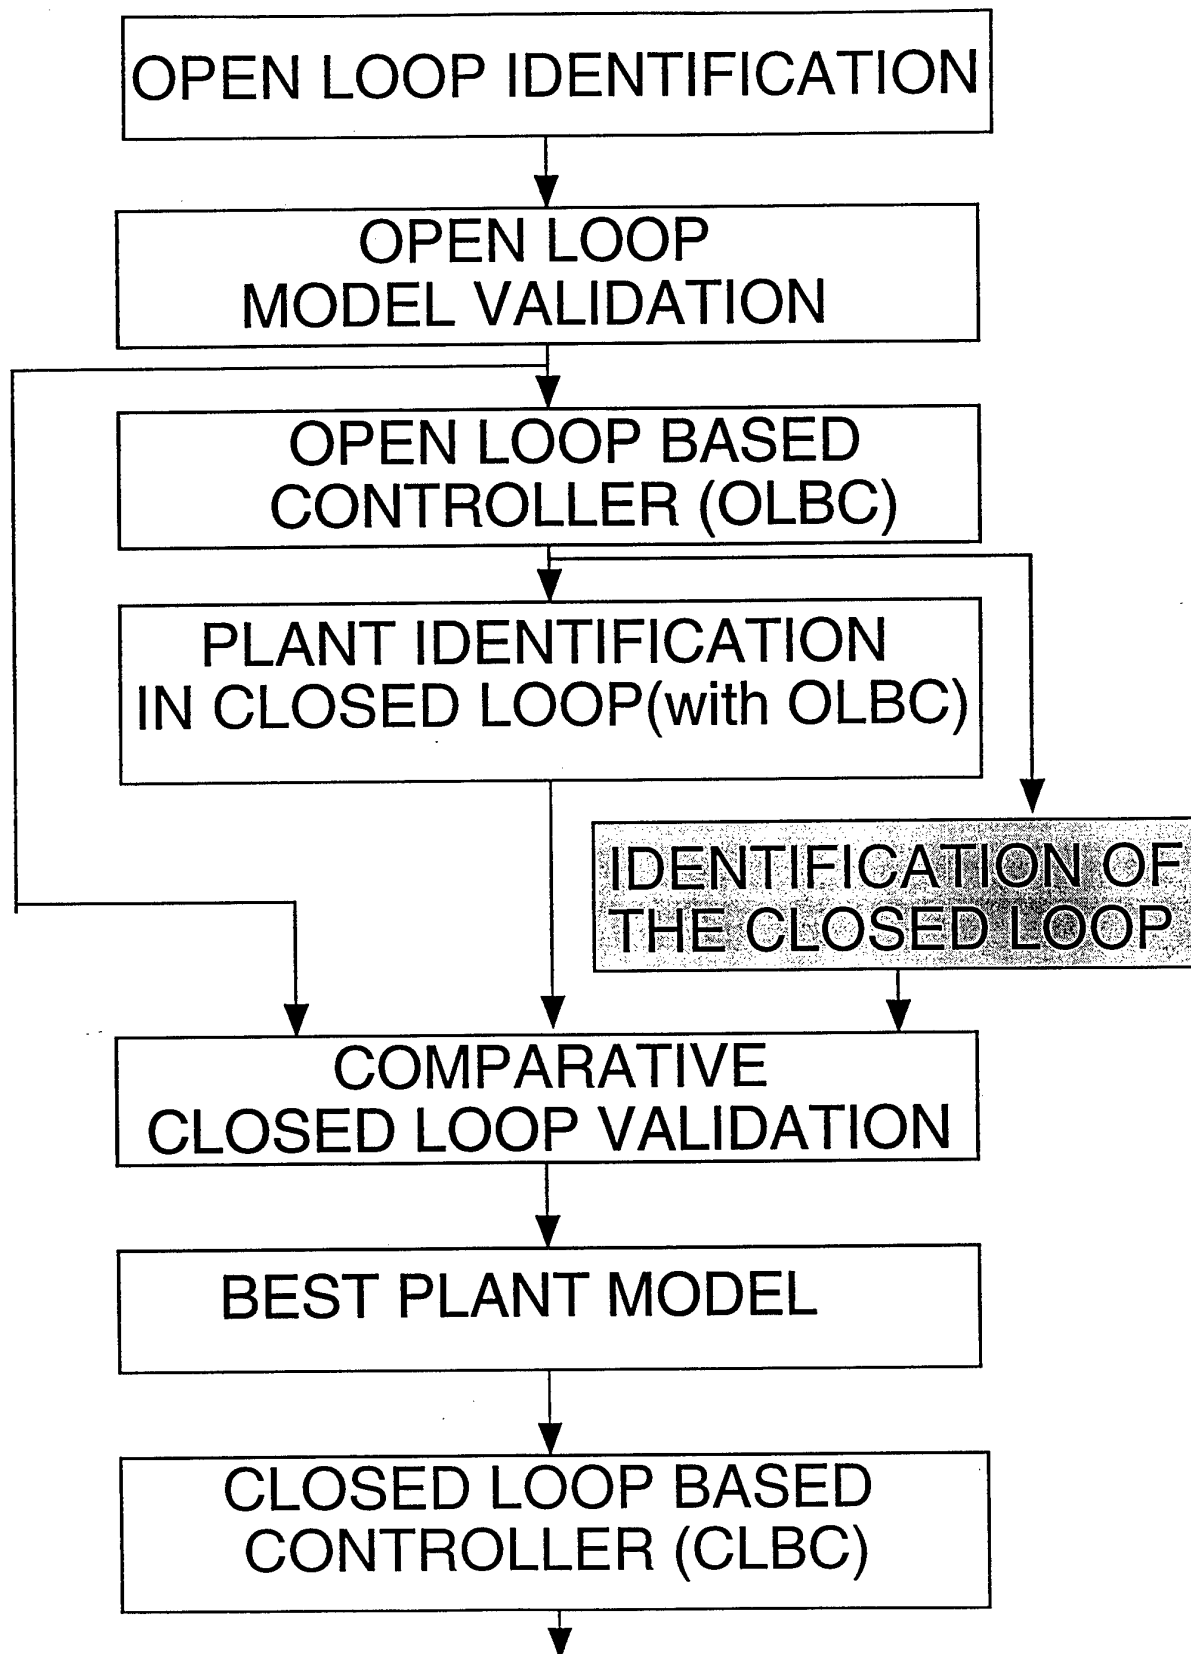 OPEN LOOP IDENTIFICATION
OPEN LOOP
MODEL VALIDATION
OPEN LOOP BASED
CONTROLLER (OLBC)
PLANT IDENTIFICATION
IN CLOSED LOOP(with OLBC)
IDENTIFICATION OF
THE CLOSED LOOP
COMPARATIVE
CLOSED LOOP VALIDATION
BEST PLANT MODEL
CLOSED LOOP BASED
CONTROLLER (CLBC)